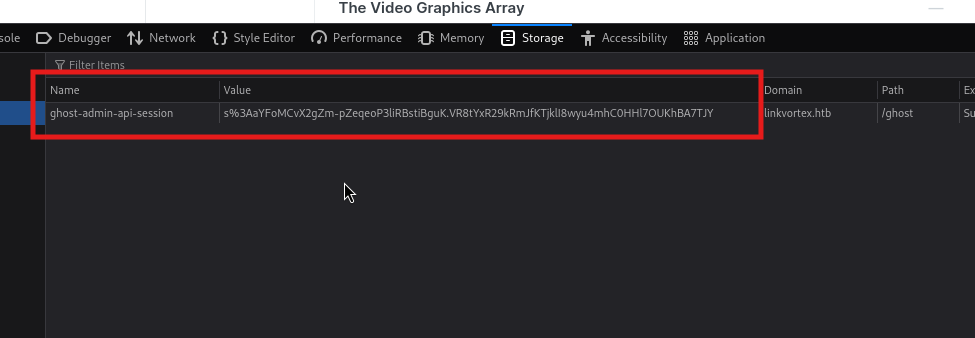 The Video Graphics Array
sole Debugger Network Style Editor Performance Memory Storage Accessibility Application
Filter Items
Name Value Domain Path Ex
ghost-admin-api-session s%3AaYFoMCvX2gZm-pZeqeoP3liRBstiBguK.VR8tYxR29kRmJfKTjklI8wyu4mhC0HHl7OUKhBA7TJY linkvortex.htb /ghost Su